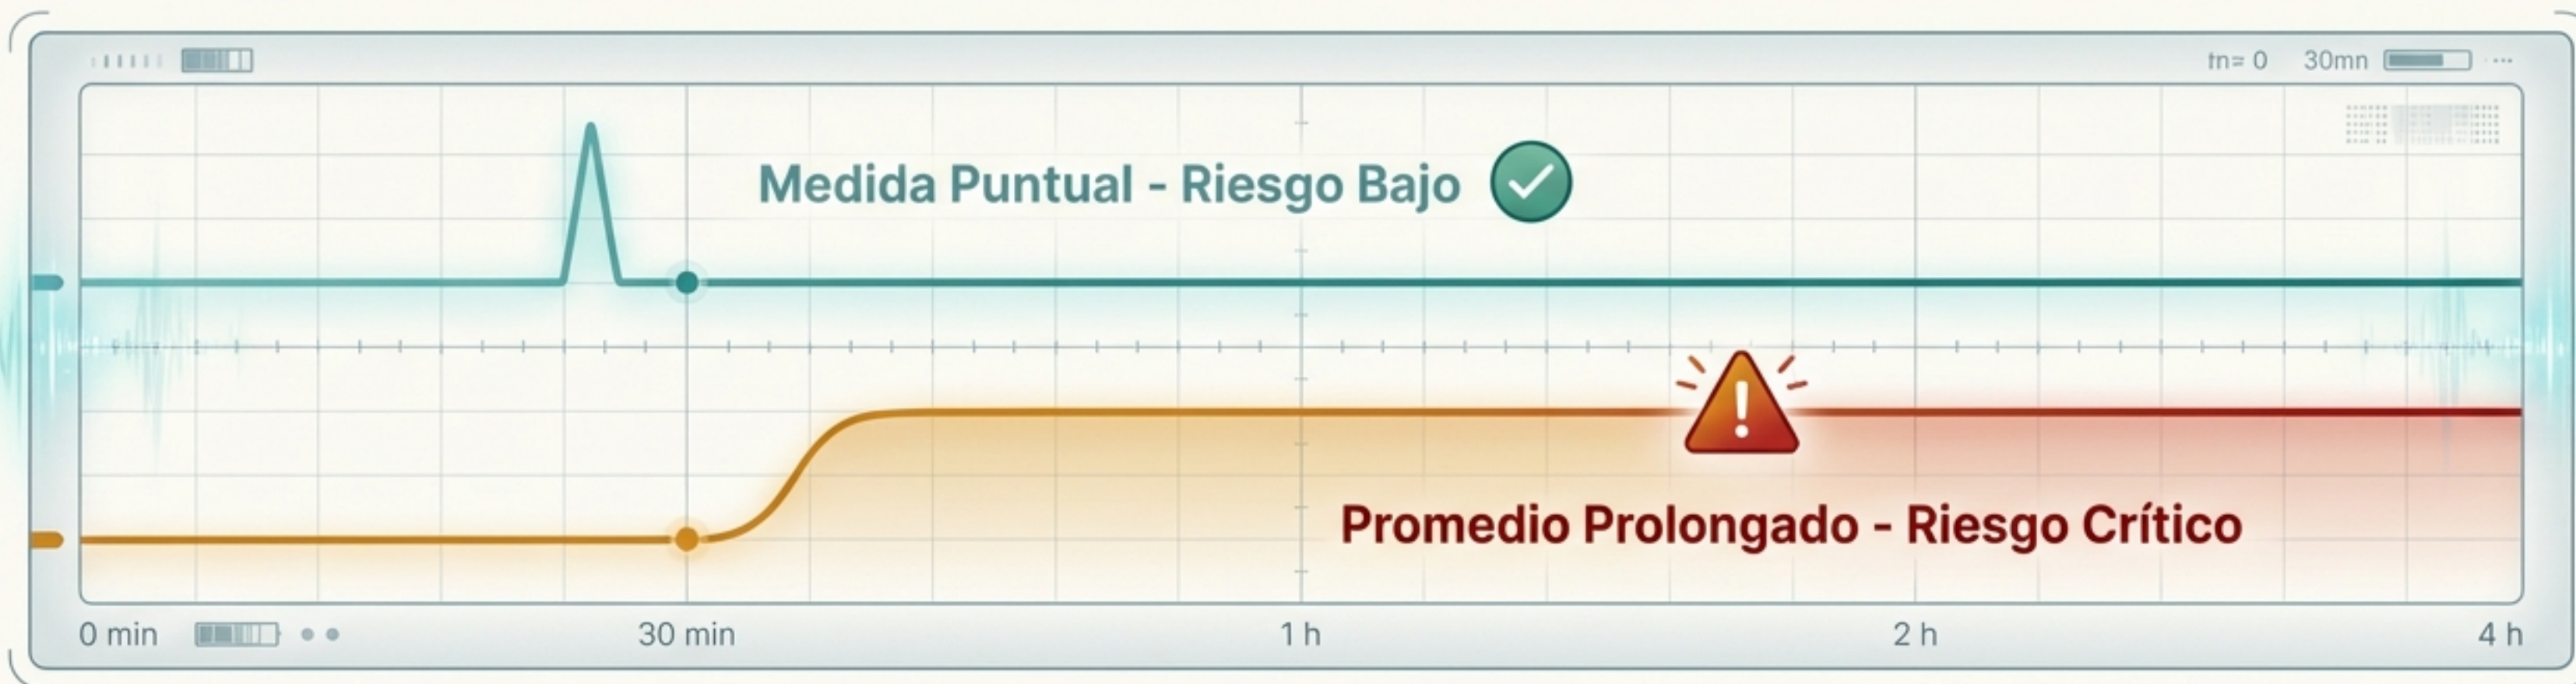 tn= 0 30mn
Medida Puntual - Riesgo Bajo
Promedio Prolongado - Riesgo Crítico
0 min 30 min 1 h 2 h 4 h